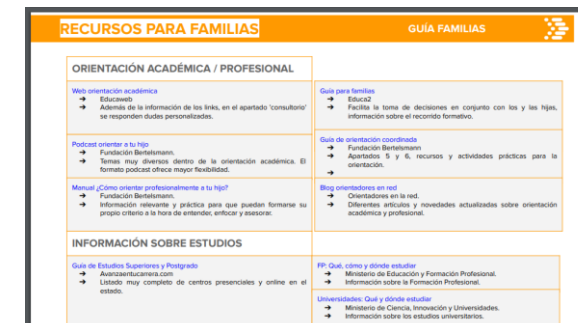 RECURSOS PARA FAMILIAS
GUÍA FAMILIAS
ORIENTACIÓN ACADÉMICA / PROFESIONAL
Web orientación académica
➔ Educaweb
➔ Además de la información de los links, en el apartado 'consultorio'
se responden dudas personalizadas.
Guía para familias
➔ Educa2
➔ Facilita la toma de decisiones en conjunto con los y las hijas,
información sobre el recorrido formativo.
Podcast orientar a tu hijo
➔ Fundación Bertelsmann.
➔ Temas muy diversos dentro de la orientación académica. El
formato podcast ofrece mayor flexibilidad.
Guía de orientación coordinada
➔ Fundación Bertelsmann
➔ Apartados 5 y 6, recursos y actividades prácticas para la
orientación.
➔
Manual ¿Cómo orientar profesionalmente a tu hijo?
➔ Fundación Bertelsmann.
➔ Información relevante y práctica para que puedan formarse su
propio criterio a la hora de entender, enfocar y asesorar.
Blog orientadores en red
➔ Orientadores en la red.
➔ Diferentes artículos y novedades actualizadas sobre orientación
académica y profesional.
INFORMACIÓN SOBRE ESTUDIOS
Guía de Estudios Superiores y Postgrado
➔ Avanzaentucarrera.com
➔ Listado muy completo de centros presenciales y online en el
estado.
FP: Qué, cómo y dónde estudiar
➔ Ministerio de Educación y Formación Profesional.
➔ Información sobre la Formación Profesional.
Universidades: Qué y dónde estudiar
➔ Ministerio de Ciencia, Innovación y Universidades.
➔ Información sobre los estudios universitarios.